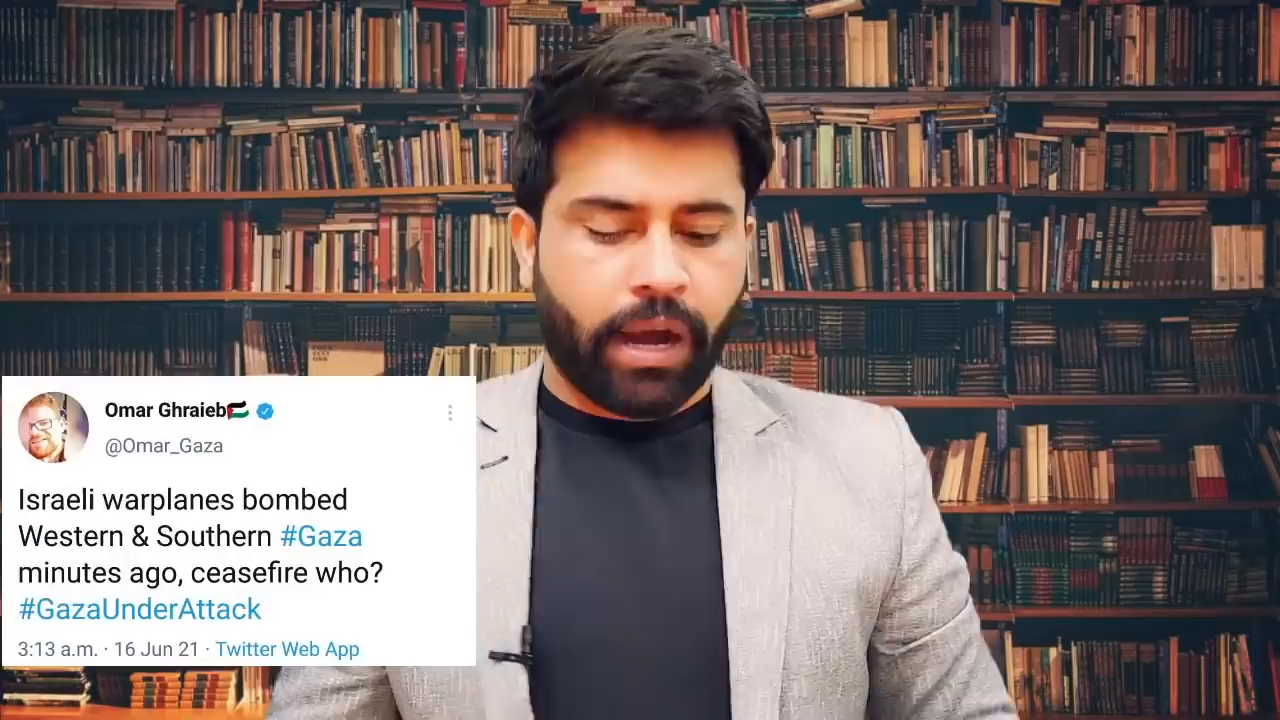 Omar Ghraieb🇵🇸
@Omar_Gaza
Israeli warplanes bombed
Western & Southern #Gaza
minutes ago, ceasefire who?
#GazaUnderAttack
3:13 a.m. · 16 Jun 21 · Twitter Web App